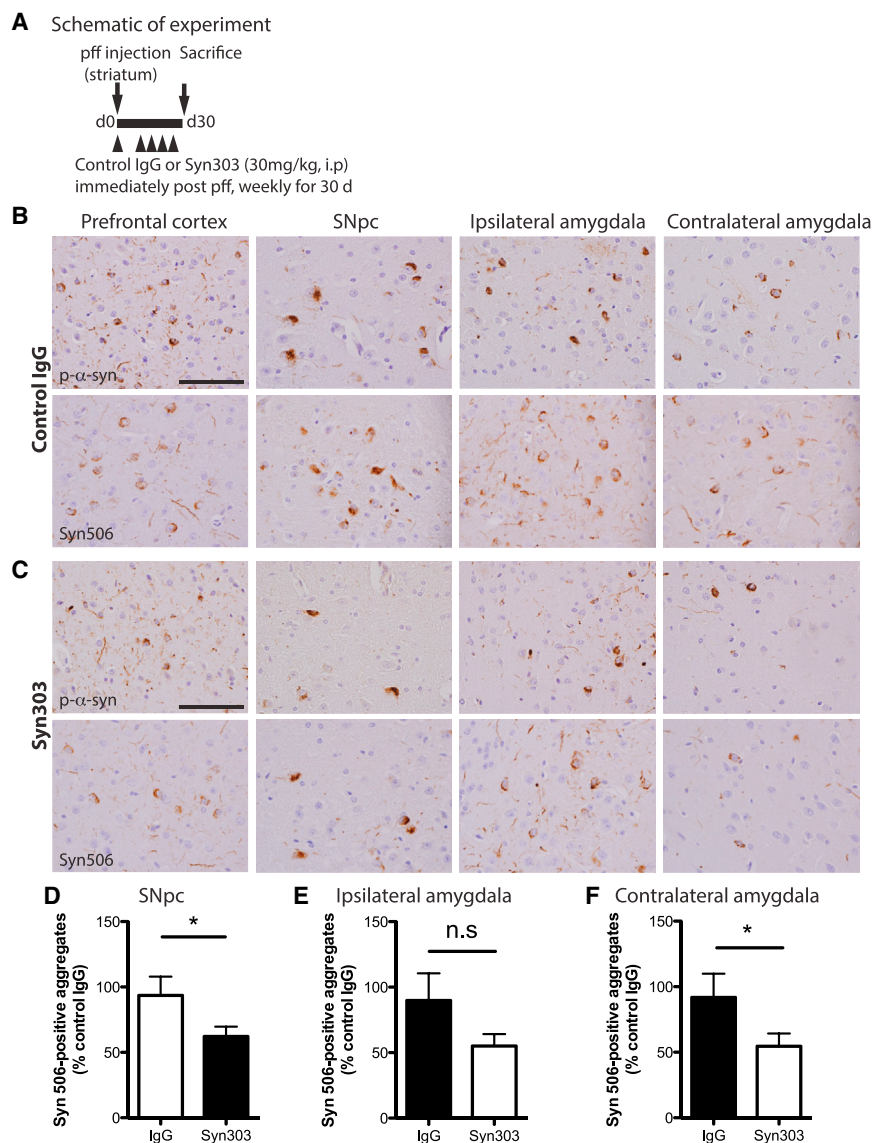 A Schematic of experiment
pff injection Sacrifice
(striatum)
d0 d30
Control IgG or Syn303 (30mg/kg, i.p)
immediately post pff, weekly for 30 d
B Prefrontal cortex SNpc Ipsilateral amygdala Contralateral amygdala
Control IgG
p-α-syn
Syn506
C
Syn303
p-α-syn
Syn506
D SNpc
Syn 506-positive aggregates
(% control IgG)
150
100
50
0
*
IgG Syn303
E Ipsilateral amygdala
Syn 506-positive aggregates
(% control IgG)
150
100
50
0
n.s
IgG Syn303
F Contralateral amygdala
Syn 506-positive aggregates
(% control IgG)
150
100
50
0
*
IgG Syn303